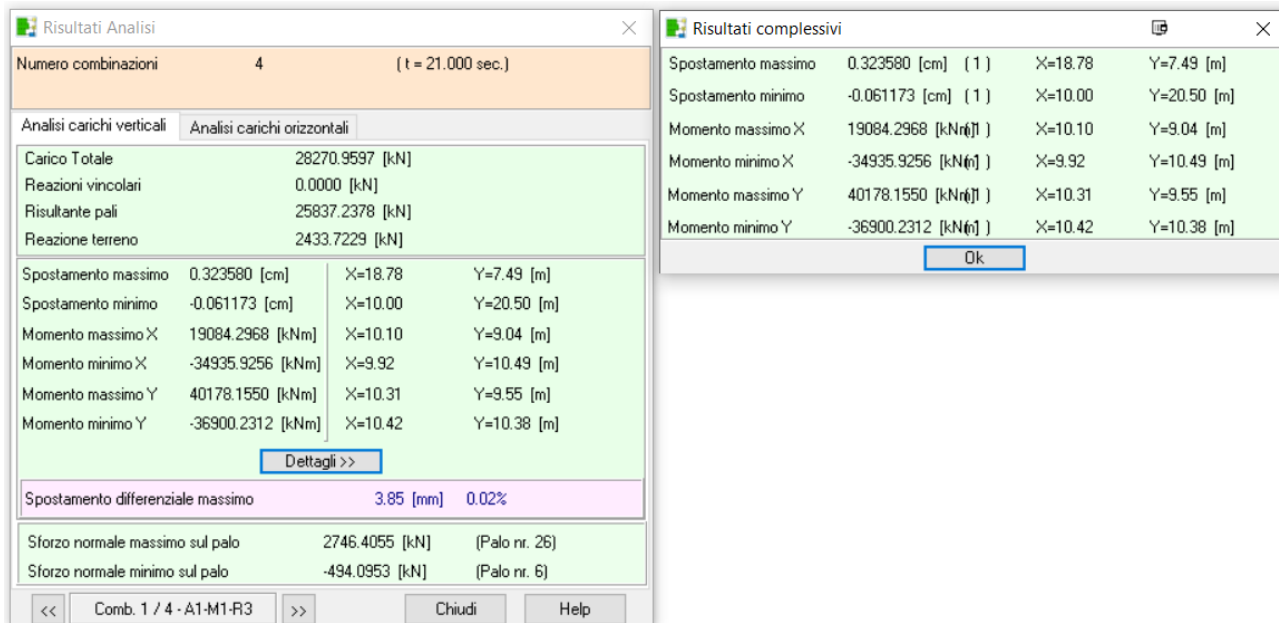 Risultati Analisi
Numero combinazioni 4 ( t = 21.000 sec.)
Analisi carichi verticali Analisi carichi orizzontali
Carico Totale 28270.9597 [kN]
Reazioni vincolari 0.0000 [kN]
Risultante pali 25837.2378 [kN]
Reazione terreno 2433.7229 [kN]
Spostamento massimo 0.323580 [cm] X=18.78 Y=7.49 [m]
Spostamento minimo -0.061173 [cm] X=10.00 Y=20.50 [m]
Momento massimo X 19084.2968 [kNm] X=10.10 Y=9.04 [m]
Momento minimo X -34935.9256 [kNm] X=9.92 Y=10.49 [m]
Momento massimo Y 40178.1550 [kNm] X=10.31 Y=9.55 [m]
Momento minimo Y -36900.2312 [kNm] X=10.42 Y=10.38 [m]
Dettagli >>
Spostamento differenziale massimo 3.85 [mm] 0.02%
Sforzo normale massimo sul palo 2746.4055 [kN] (Palo nr. 26)
Sforzo normale minimo sul palo -494.0953 [kN] (Palo nr. 6)
<< Comb. 1 / 4 - A1-M1-R3 >> Chiudi Help
Risultati complessivi
Spostamento massimo 0.323580 [cm] ( 1 ) X=18.78 Y=7.49 [m]
Spostamento minimo -0.061173 [cm] ( 1 ) X=10.00 Y=20.50 [m]
Momento massimo X 19084.2968 [kNm] ( 1 ) X=10.10 Y=9.04 [m]
Momento minimo X -34935.9256 [kNm] ( 1 ) X=9.92 Y=10.49 [m]
Momento massimo Y 40178.1550 [kNm] ( 1 ) X=10.31 Y=9.55 [m]
Momento minimo Y -36900.2312 [kNm] ( 1 ) X=10.42 Y=10.38 [m]
Ok